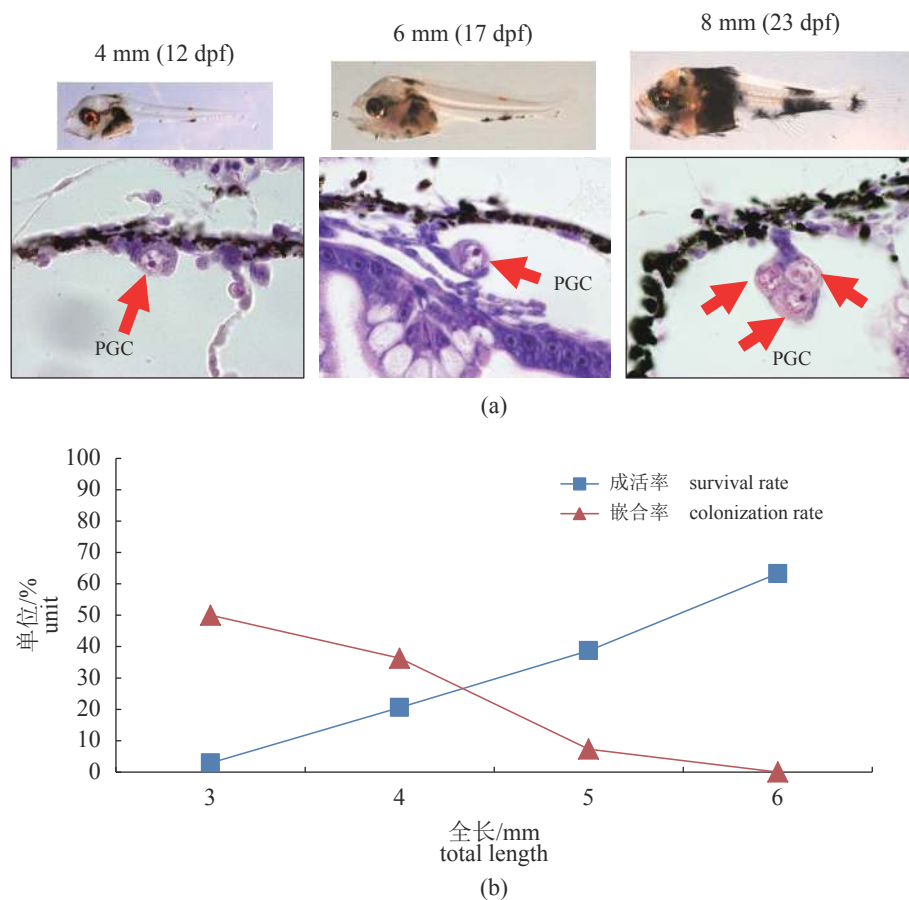 4 mm (12 dpf)
6 mm (17 dpf)
8 mm (23 dpf)
PGC
PGC
PGC
(a)
100
90
80
70
60
50
40
30
20
10
0
单位/%
unit
成活率 survival rate
嵌合率 colonization rate
3
4
5
6
全长/mm
total length
(b)